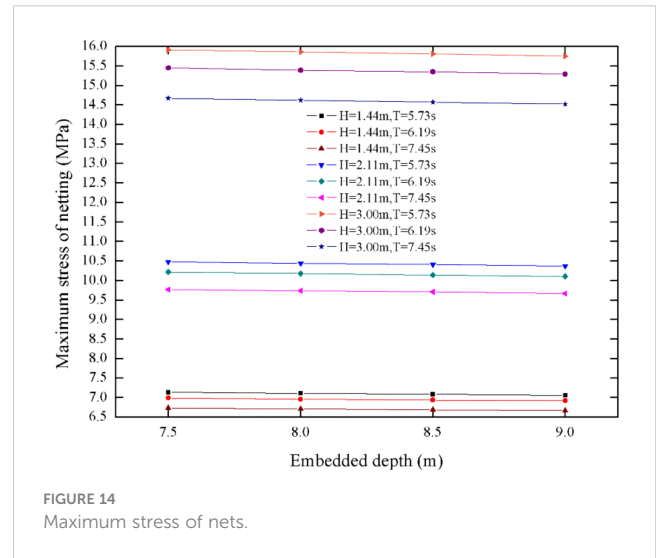 16.0
15.5
15.0
14.5
14.0
13.5
13.0
12.5
12.0
11.5
11.0
10.5
10.0
9.5
9.0
8.5
8.0
7.5
7.0
6.5
Maximum stress of netting (MPa)
H=1.44m,T=5.73s
H=1.44m,T=6.19s
H=1.44m,T=7.45s
H=2.11m,T=5.73s
H=2.11m,T=6.19s
H=2.11m,T=7.45s
H=3.00m,T=5.73s
H=3.00m,T=6.19s
H=3.00m,T=7.45s
7.5 8.0 8.5 9.0
Embedded depth (m)
FIGURE 14
Maximum stress of nets.